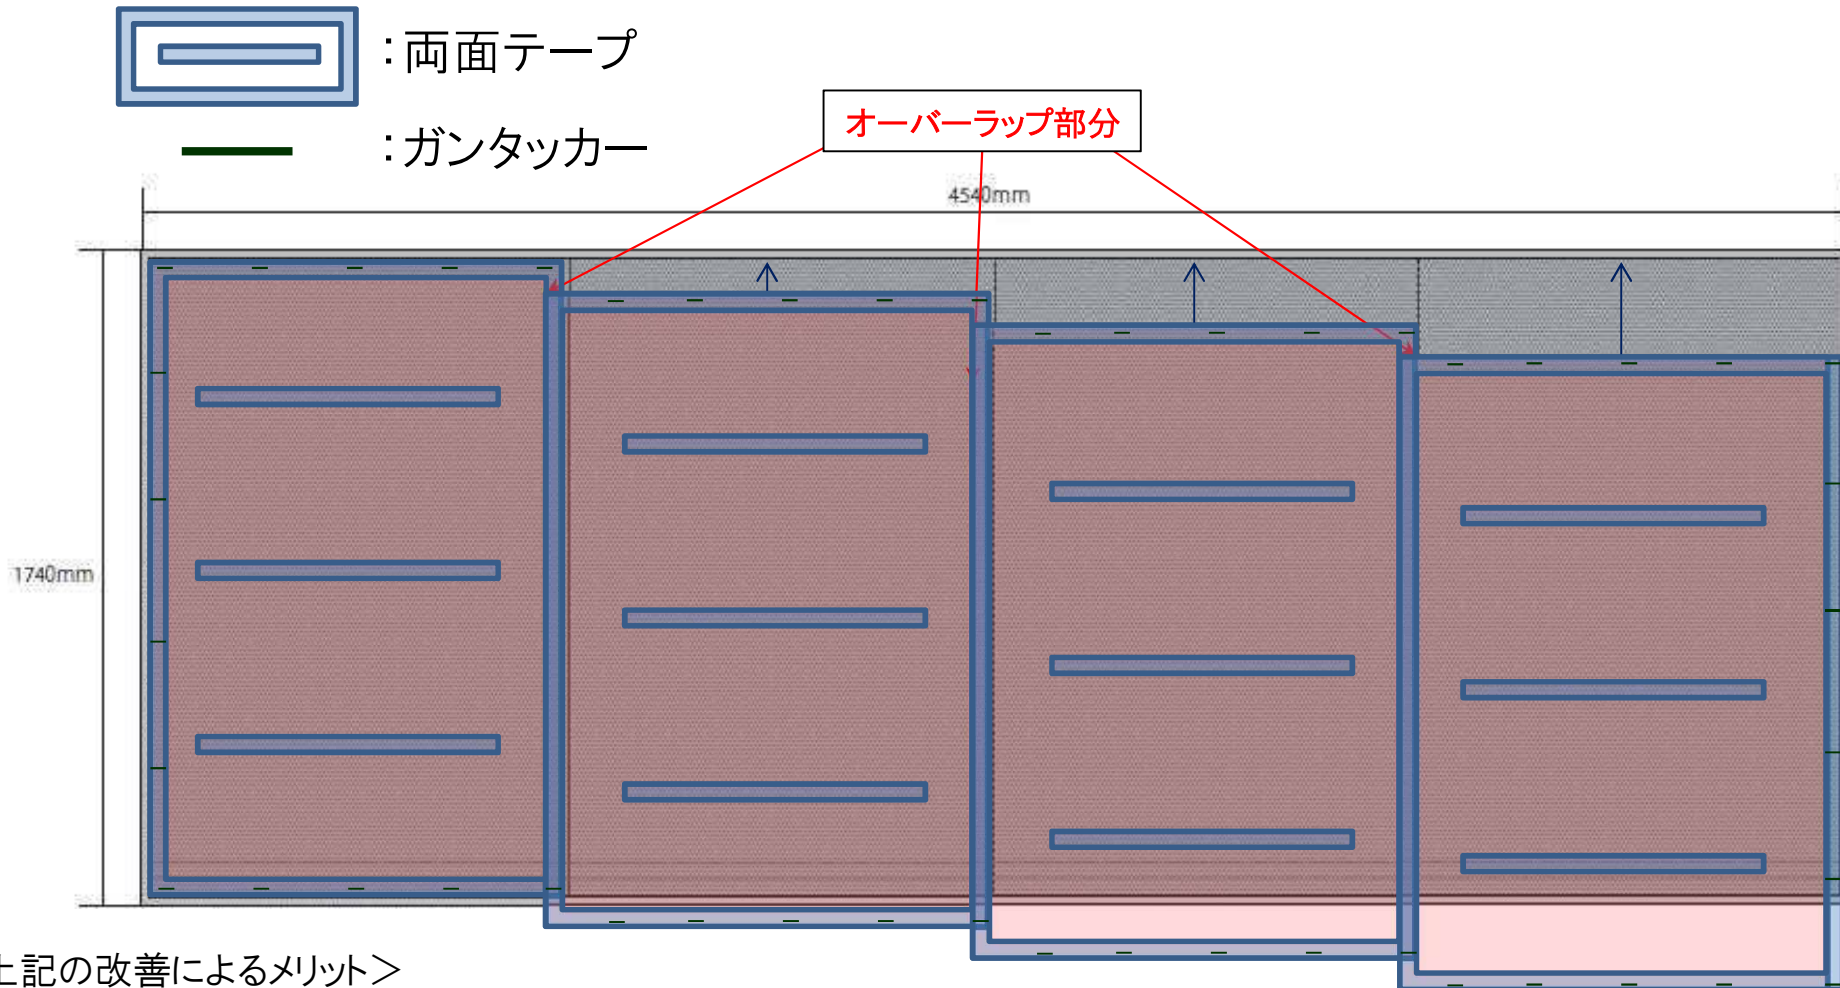 ：両面テープ
：ガンタッカー
オーバーラップ部分
4540mm
1740mm
上記の改善によるメリット＞